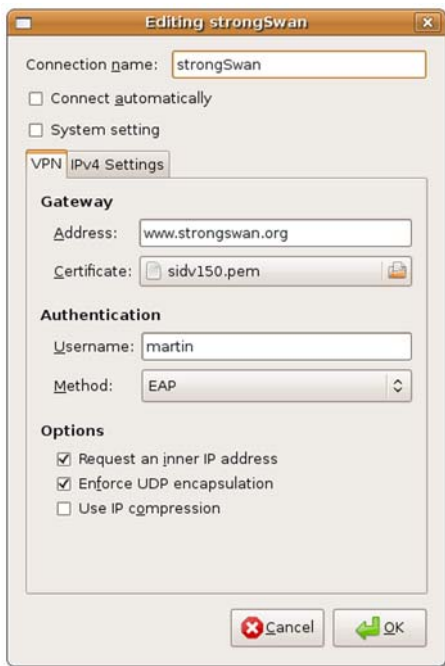 Editing strongSwan
Connection name: strongSwan
Connect automatically
System setting
VPN IPv4 Settings
Gateway
Address: www.strongswan.org
Certificate: sidv150.pem
Authentication
Username: martin
Method: EAP
Options
Request an inner IP address
Enforce UDP encapsulation
Use IP compression
Cancel OK